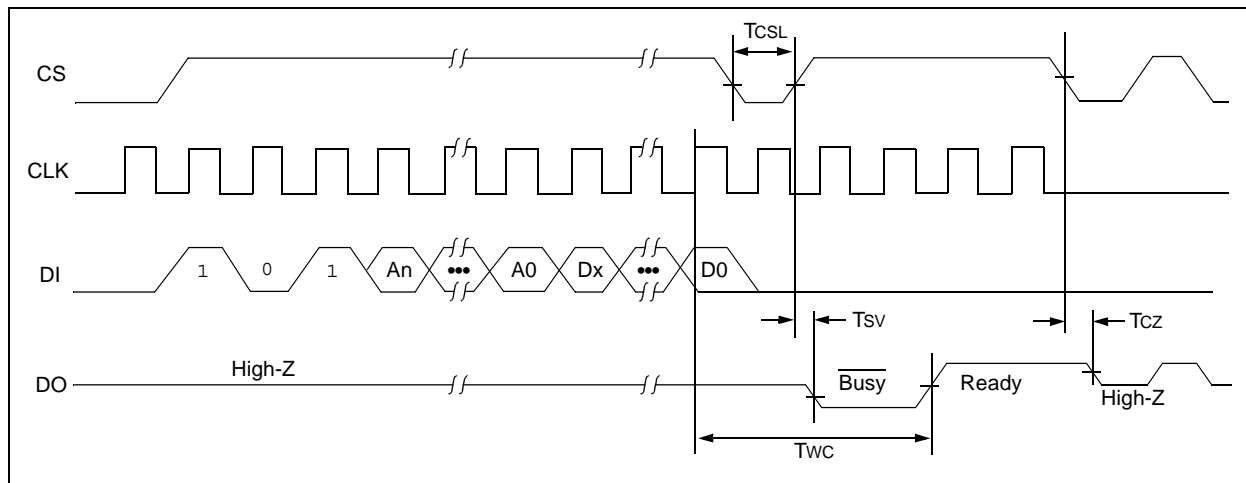 TCSL
CS
CLK
DI
1 0 1 An ••• A0 Dx ••• D0
TSV
TCZ
High-Z
DO
Busy
Ready
High-Z
TWC